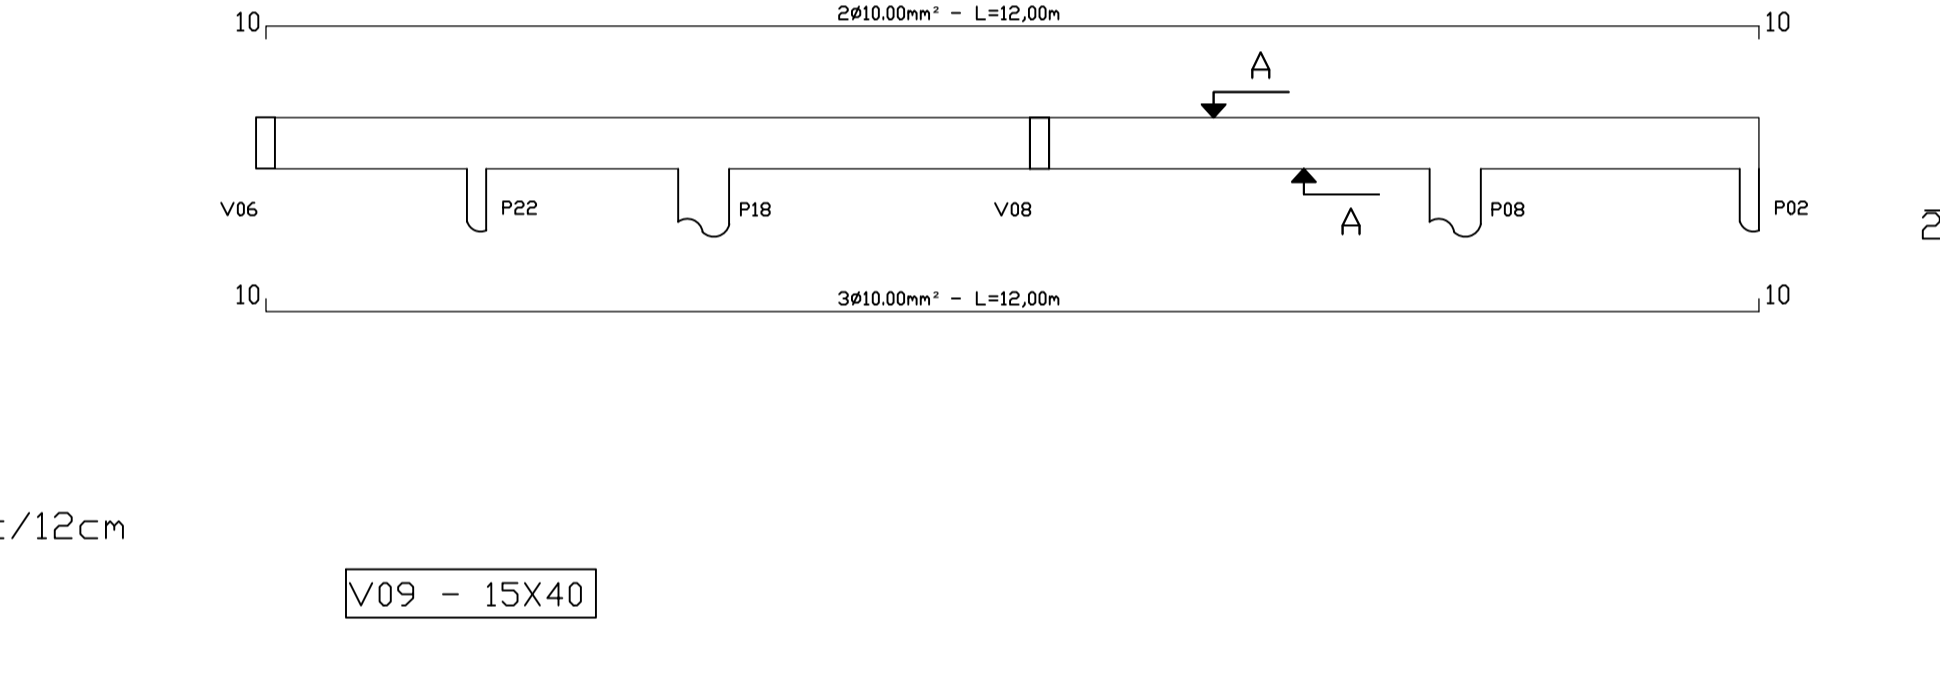 2ø10.00mm² - L=12,00m
10 10
A
V06 P22 P18 V08 A P08 P02
10 3ø10.00mm² - L=12,00m 10
/12cm
V09 - 15X40